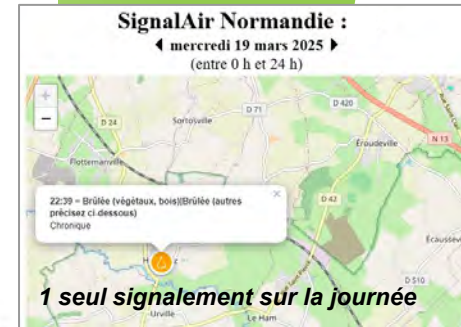 SignalAir Normandie :
mercredi 19 mars 2025
(entre 0 h et 24 h)
+
−
D 24
Sortosville
D 71
D 420
N 13
Eroudeville
Flottemanville
D 42
22:39 – Brûlée (végétaux, bois)|(Brûlée (autres
précisez ci-dessous)
Chronique
×
D 510
1 seul signalement sur la journée
Urville
Le Ham